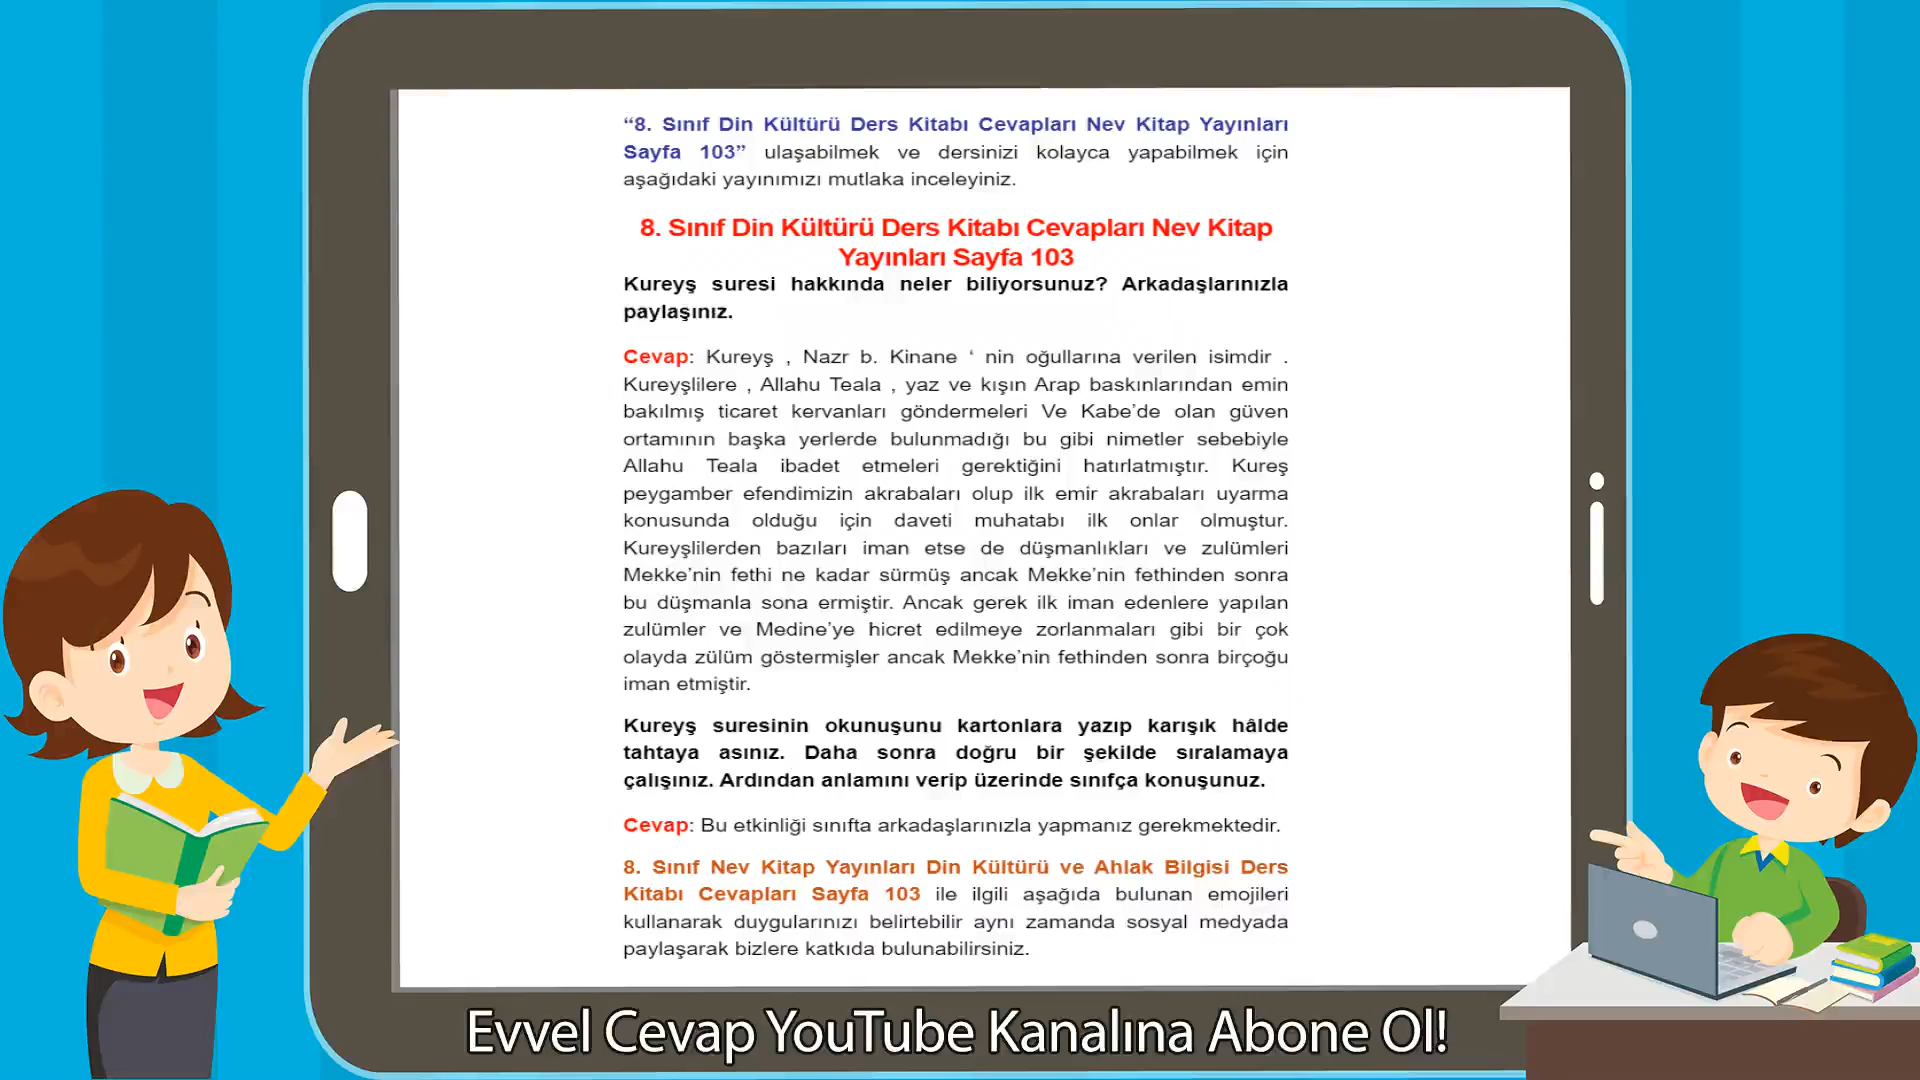 “8. Sınıf Din Kültürü Ders Kitabı Cevapları Nev Kitap Yayınları
Sayfa 103” ulaşabilmek ve dersinizi kolayca yapabilmek için
aşağıdaki yayınımızı mutlaka inceleyiniz.
8. Sınıf Din Kültürü Ders Kitabı Cevapları Nev Kitap
Yayınları Sayfa 103
Kureyş suresi hakkında neler biliyorsunuz? Arkadaşlarınızla
paylaşınız.
Cevap: Kureyş , Nazr b. Kinane ‘ nin oğullarına verilen isimdir .
Kureyşlilere , Allahu Teala , yaz ve kışın Arap baskınlarından emin
bakılmış ticaret kervanları göndermeleri Ve Kabe’de olan güven
ortamının başka yerlerde bulunmadığı bu gibi nimetler sebebiyle
Allahu Teala ibadet etmeleri gerektiğini hatırlatmıştır. Kureş
peygamber efendimizin akrabaları olup ilk emir akrabaları uyarma
konusunda olduğu için daveti muhatabı ilk onlar olmuştur.
Kureyşlilerden bazıları iman etse de düşmanlıkları ve zulümleri
Mekke’nin fethi ne kadar sürmüş ancak Mekke’nin fethinden sonra
bu düşmanla sona ermiştir. Ancak gerek ilk iman edenlere yapılan
zulümler ve Medine’ye hicret edilmeye zorlanmaları gibi bir çok
olayda zülüm göstermişler ancak Mekke’nin fethinden sonra birçoğu
iman etmiştir.
Kureyş suresinin okunuşunu kartonlara yazıp karışık hâlde
tahtaya asınız. Daha sonra doğru bir şekilde sıralamaya
çalışınız. Ardından anlamını verip üzerinde sınıfça konuşunuz.
Cevap: Bu etkinliği sınıfta arkadaşlarınızla yapmanız gerekmektedir.
8. Sınıf Nev Kitap Yayınları Din Kültürü ve Ahlak Bilgisi Ders
Kitabı Cevapları Sayfa 103 ile ilgili aşağıda bulunan emojileri
kullanarak duygularınızı belirtebilir aynı zamanda sosyal medyada
paylaşarak bizlere katkıda bulunabilirsiniz.
Evvel Cevap YouTube Kanalına Abone Ol!